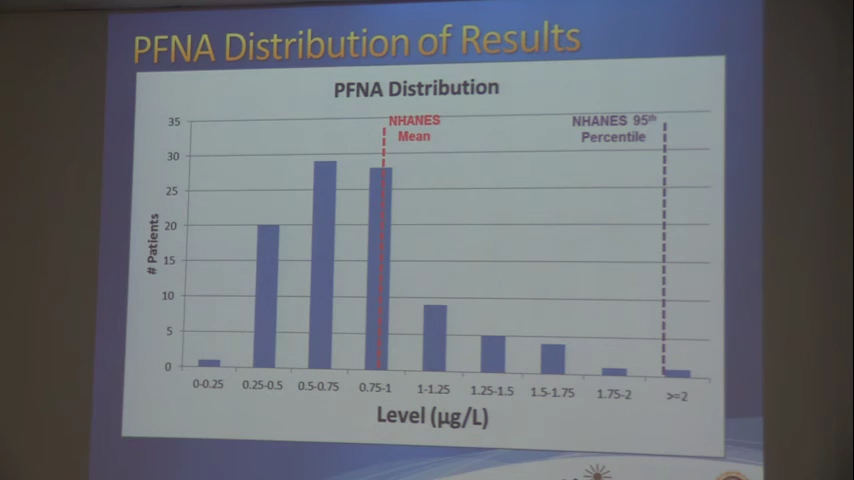 PFNA Distribution of Results
PFNA Distribution
NHANES
Mean
NHANES 95th
Percentile
# Patients
35
30
25
20
15
10
5
0
0-0.25
0.25-0.5
0.5-0.75
0.75-1
1-1.25
1.25-1.5
1.5-1.75
1.75-2
>=2
Level (µg/L)